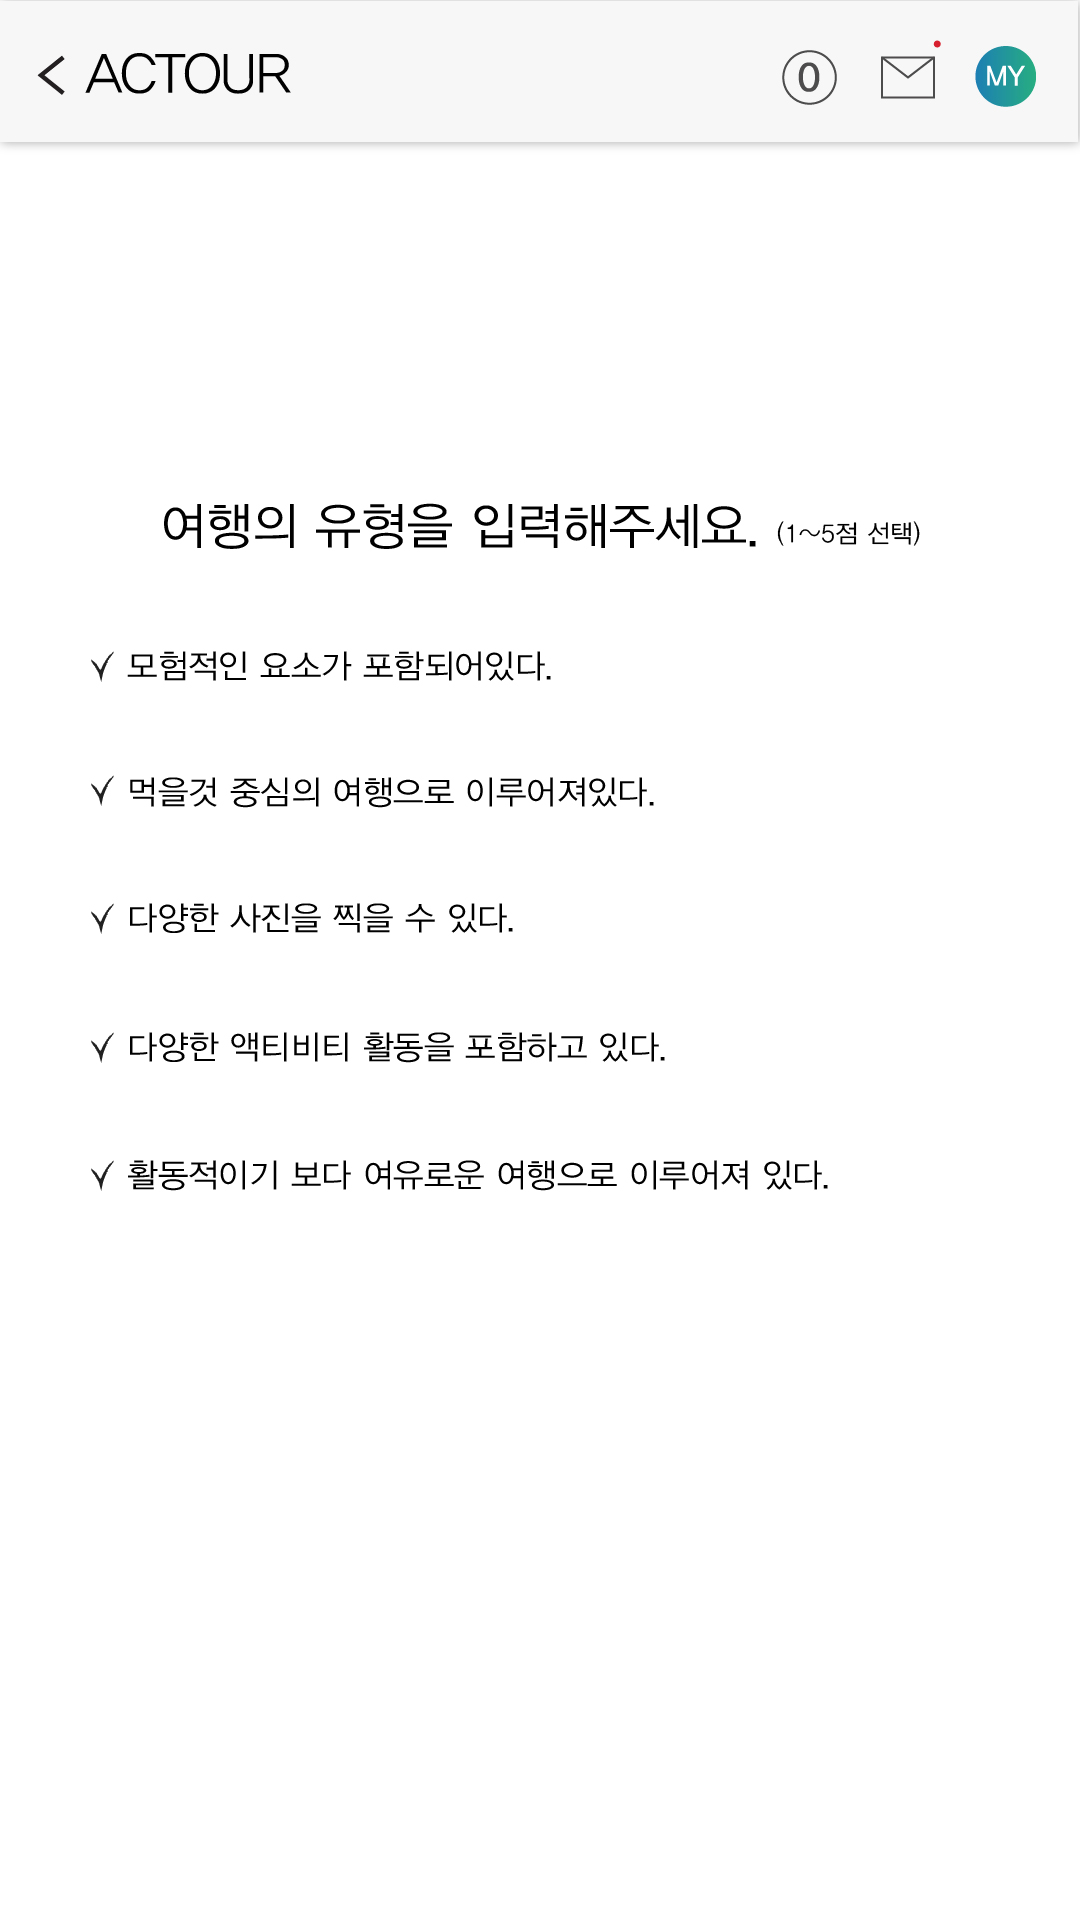 ACTOUR
0
MY
여행의 유형을 입력해주세요. (1~5점 선택)
모험적인 요소가 포함되어있다.
먹을것 중심의 여행으로 이루어져있다.
다양한 사진을 찍을 수 있다.
다양한 액티비티 활동을 포함하고 있다.
활동적이기 보다 여유로운 여행으로 이루어져 있다.